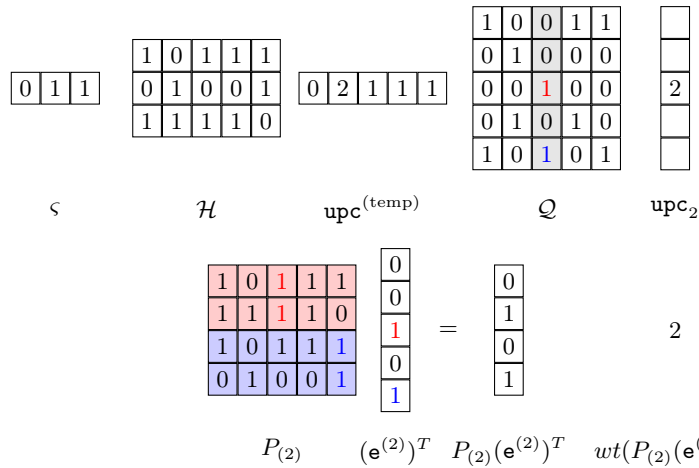 1 0 0 1 1
1 0 1 1 1 0 1 0 0 0
0 1 1 0 1 0 0 1 0 2 1 1 1 0 0 1 0 0 2
1 1 1 1 0 0 1 0 1 0
1 0 1 0 1
ς ℋ upc^(temp) 𝒬 upc₂
0
1 0 1 1 1 0
0
1 1 1 1 0 1
1 = 2
1 0 1 1 1 0
0
0 1 0 0 1 1
1
P₍₂₎ (e⁽²⁾)ᵀ P₍₂₎(e⁽²⁾)ᵀ wt(P₍₂₎(e⁽